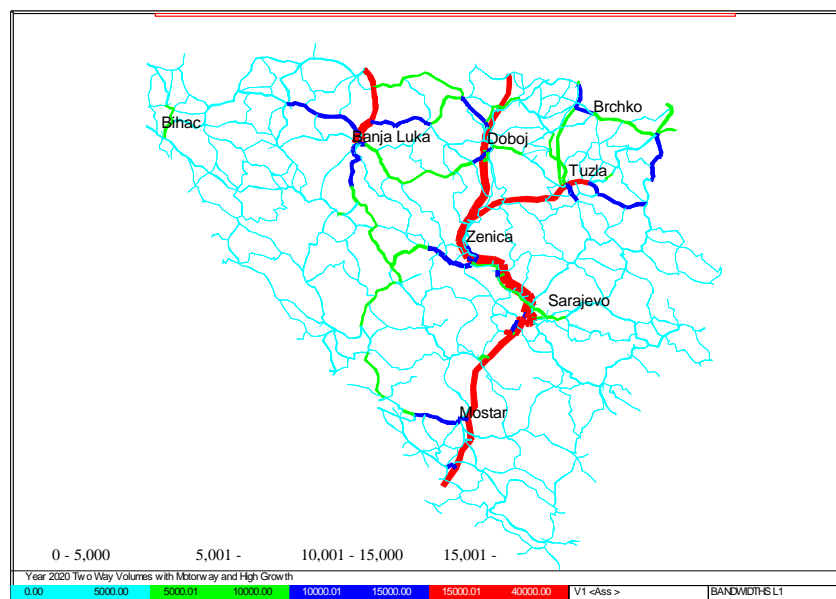 Brchko
Bihac
Banja Luka
Doboj
Tuzla
Zenica
Sarajevo
Mostar
0 - 5,000 5,001 - 10,001 - 15,000 15,001 -
Year 2020 Two Way Volumes with Motorway and High Growth
0.00 5000.00 5000.01 10000.00 10000.01 15000.00 15000.01 40000.00 V1 <Ass > BANDWIDTHS L1